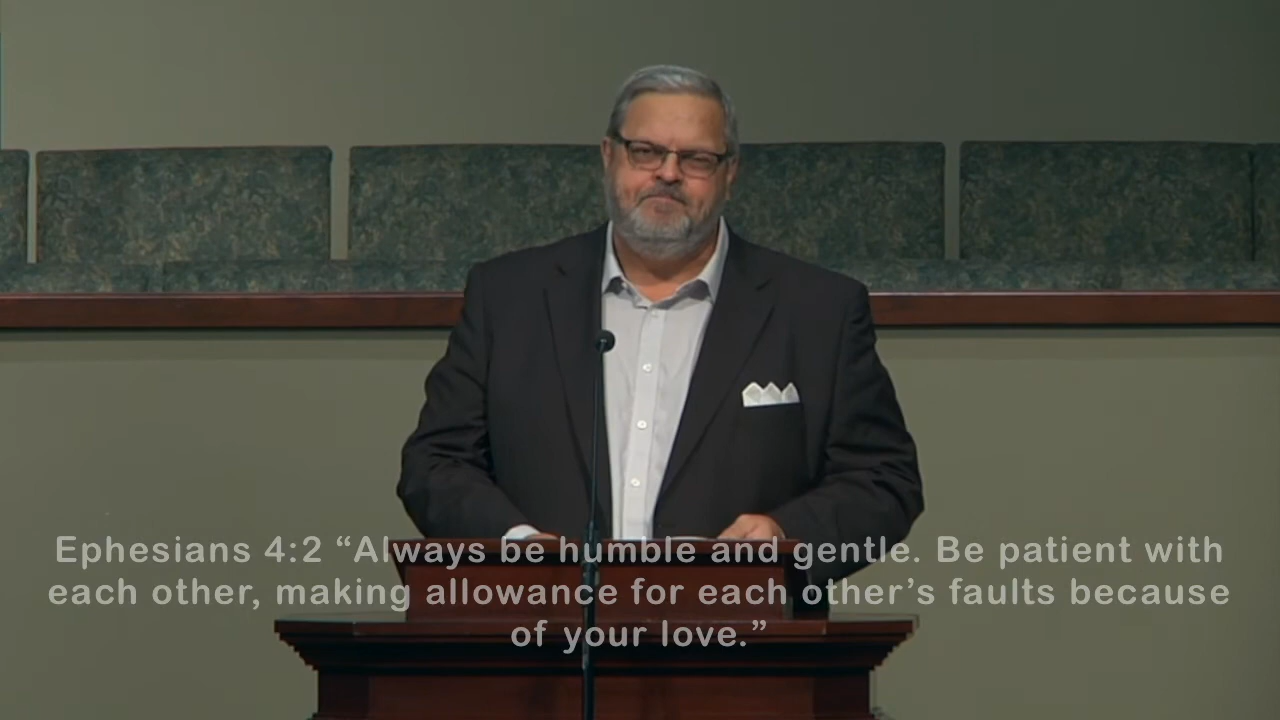 Ephesians 4:2 “Always be humble and gentle. Be patient with
each other, making allowance for each other’s faults because
of your love.”